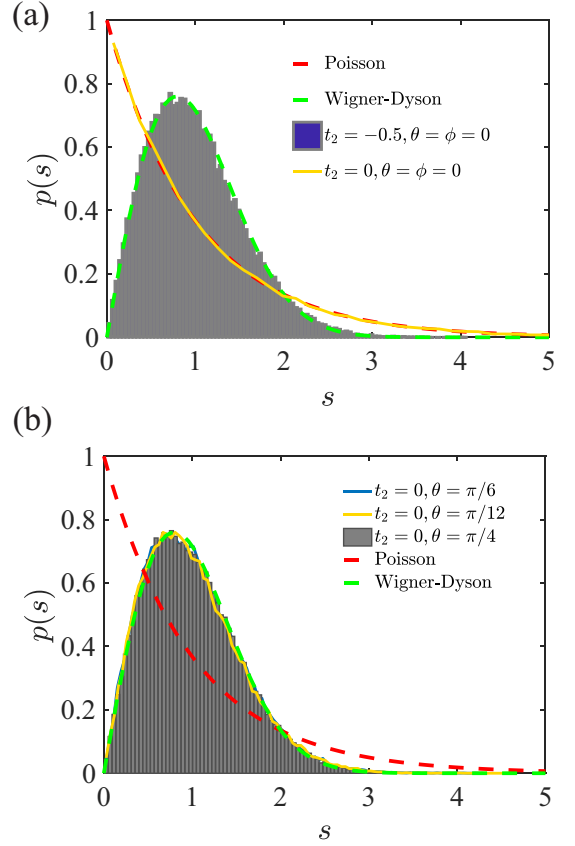 (a)
1
0.8
0.6
0.4
0.2
0
p(s)
Poisson
Wigner-Dyson
t₂ = −0.5, θ = ϕ = 0
t₂ = 0, θ = ϕ = 0
0 1 2 3 4 5
s
(b)
1
0.8
0.6
0.4
0.2
0
p(s)
t₂ = 0, θ = π/6
t₂ = 0, θ = π/12
t₂ = 0, θ = π/4
Poisson
Wigner-Dyson
0 1 2 3 4 5
s